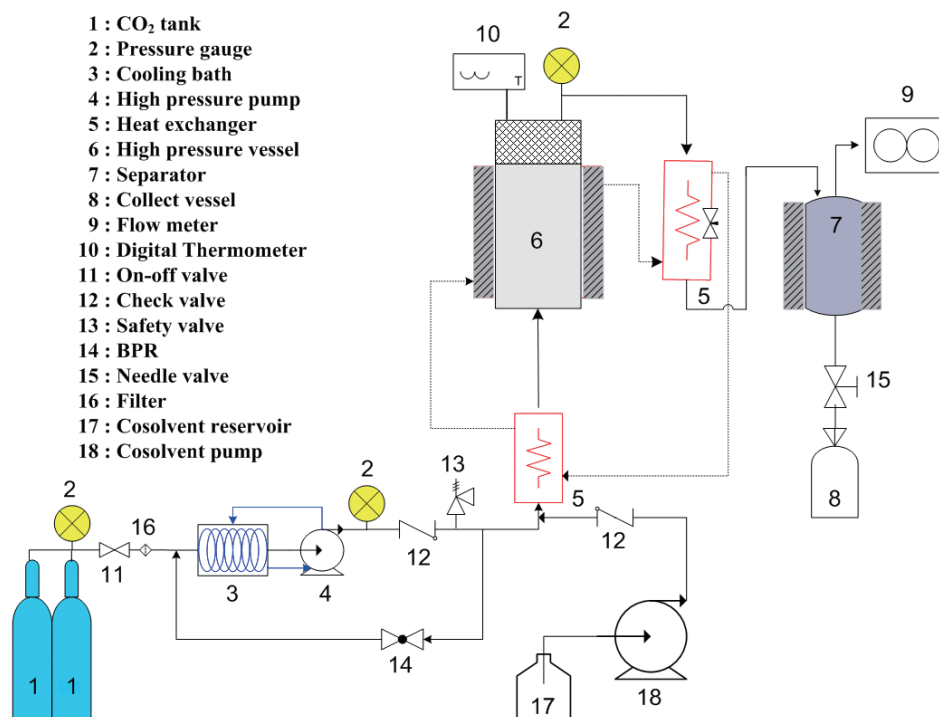 1 : CO₂ tank
2 : Pressure gauge
3 : Cooling bath
4 : High pressure pump
5 : Heat exchanger
6 : High pressure vessel
7 : Separator
8 : Collect vessel
9 : Flow meter
10 : Digital Thermometer
11 : On-off valve
12 : Check valve
13 : Safety valve
14 : BPR
15 : Needle valve
16 : Filter
17 : Cosolvent reservoir
18 : Cosolvent pump
10
2
T
9
6
7
5
15
8
2
13
2
16
5
12
12
11
3
4
14
1
1
17
18